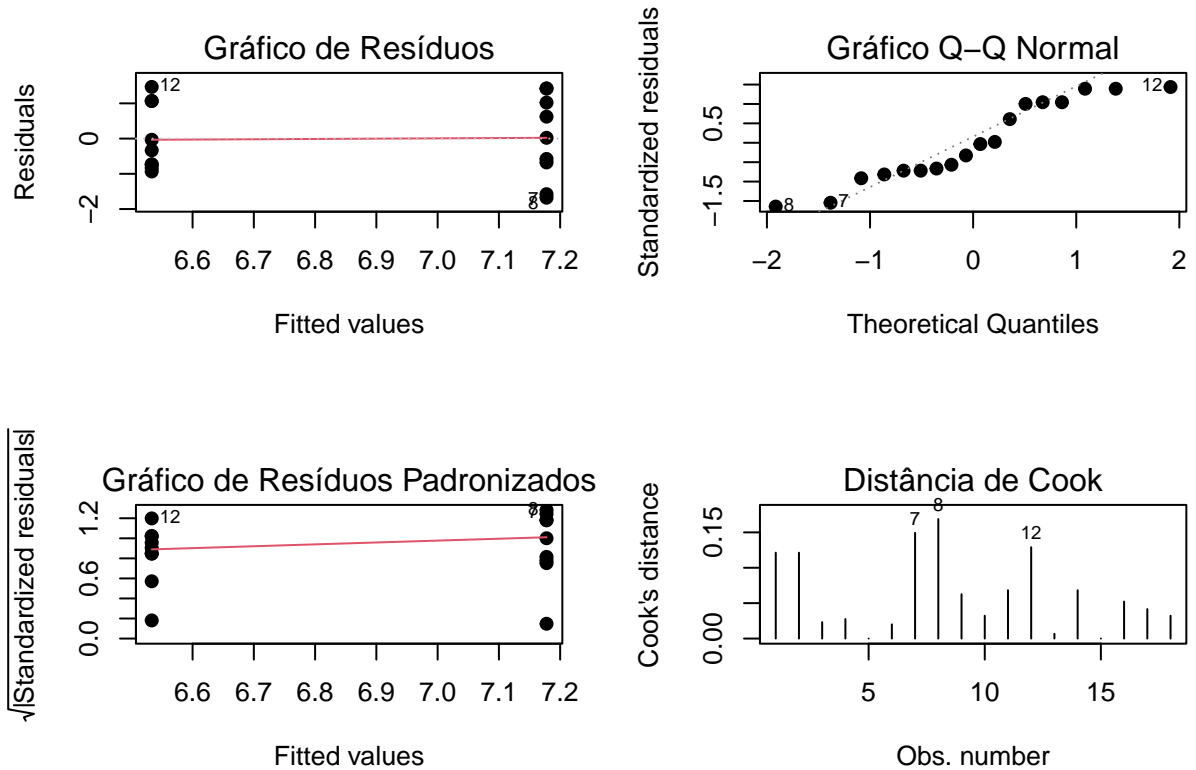 Gráfico de Resíduos
Residuals
0
−2
12
7
8
6.6 6.7 6.8 6.9 7.0 7.1 7.2
Fitted values
Gráfico Q−Q Normal
Standardized residuals
0.5
−1.5
8
7
12
−2 −1 0 1 2
Theoretical Quantiles
Gráfico de Resíduos Padronizados
√|Standardized residuals|
1.2
0.6
0.0
12
8
7
6.6 6.7 6.8 6.9 7.0 7.1 7.2
Fitted values
Distância de Cook
Cook's distance
0.15
0.00
7
8
12
5 10 15
Obs. number